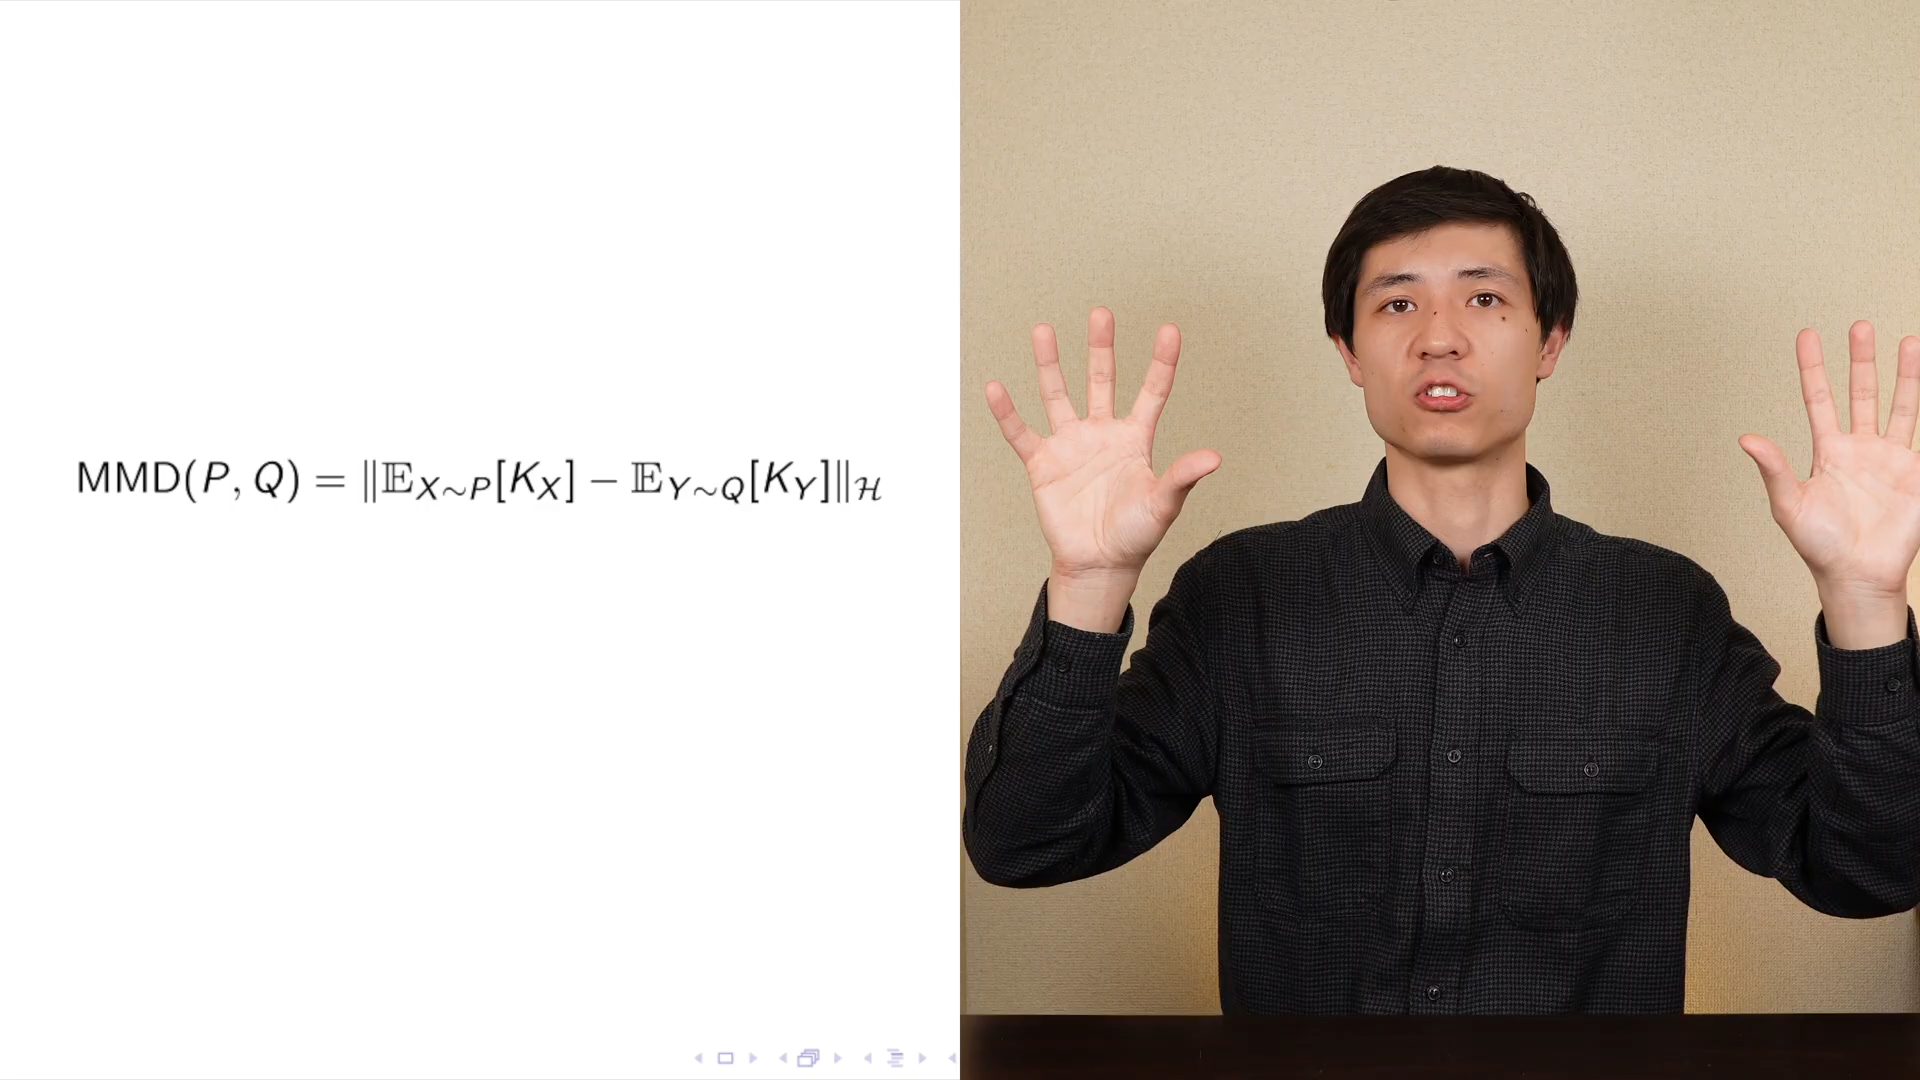 MMD(P, Q) = ‖𝔼_{X∼P}[K_X] − 𝔼_{Y∼Q}[K_Y]‖_ℋ